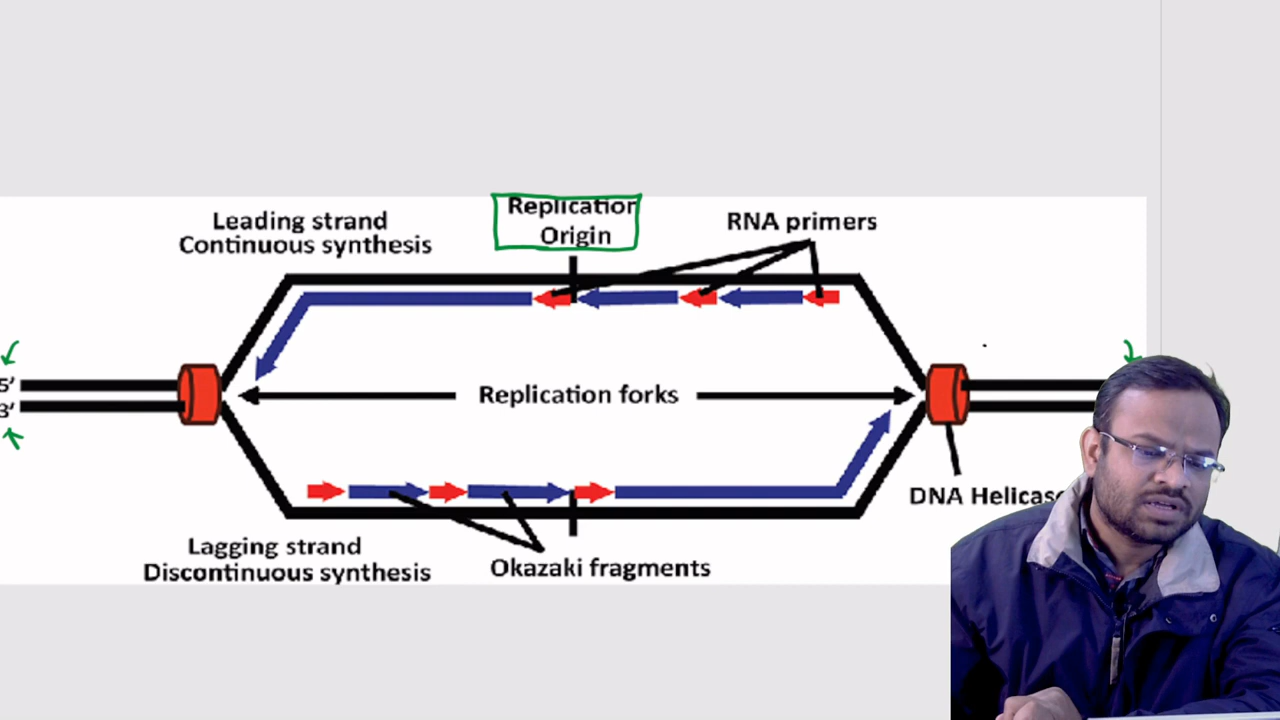 Leading strand
Continuous synthesis
Replication
Origin
RNA primers
5'
3'
Replication forks
DNA Helicase
Lagging strand
Discontinuous synthesis
Okazaki fragments